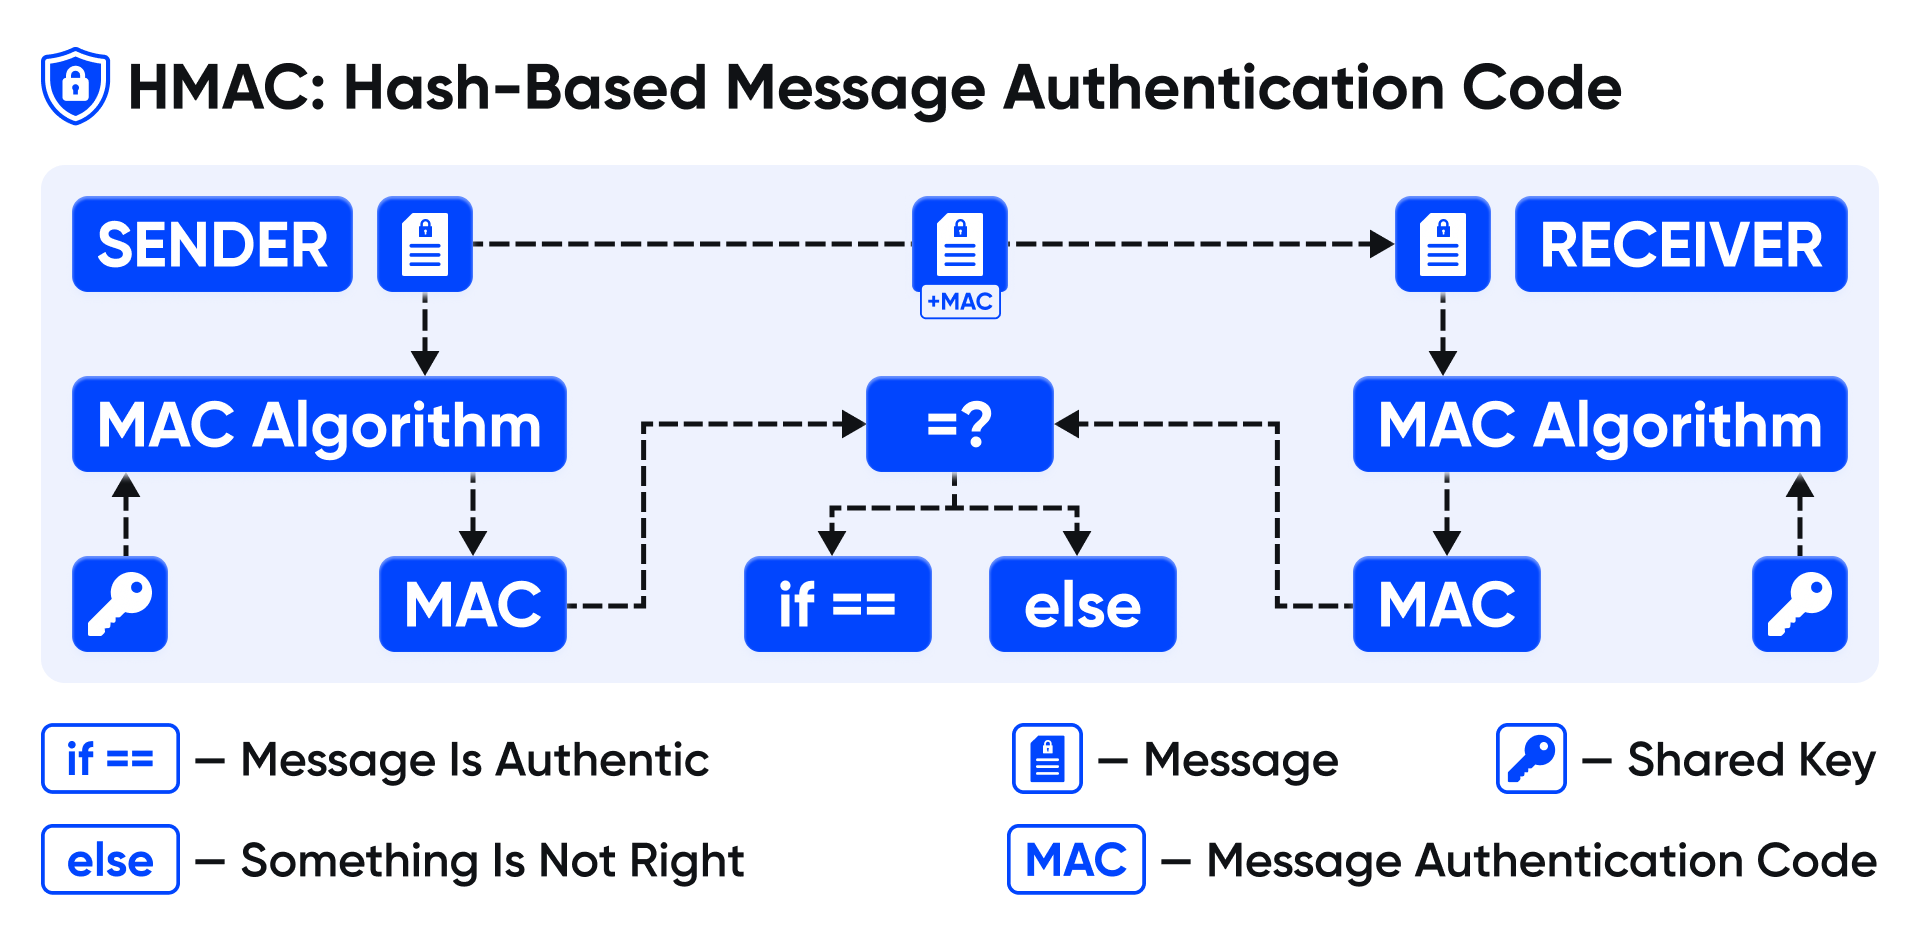 HMAC: Hash-Based Message Authentication Code
SENDER
RECEIVER
+MAC
MAC Algorithm
=?
MAC Algorithm
MAC
if ==
else
MAC
if == — Message Is Authentic
— Message
— Shared Key
else — Something Is Not Right
MAC — Message Authentication Code